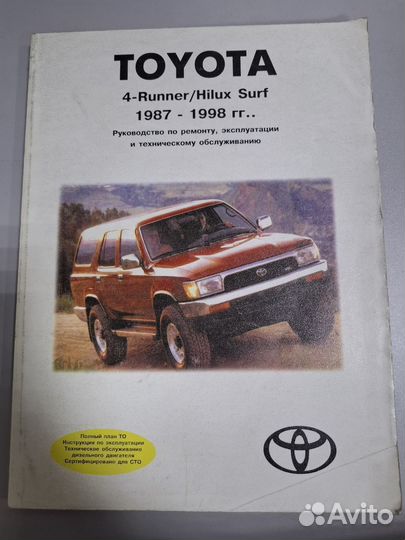 TOYOTA
4-Runner/Hilux Surf
1987 - 1998 гг..
Руководство по ремонту, эксплуатации
и техническому обслуживанию
Полный план ТО
Инструкции по эксплуатации
Техническое обслуживание
дизельного двигателя
Сертифицировано для СТО
Avito